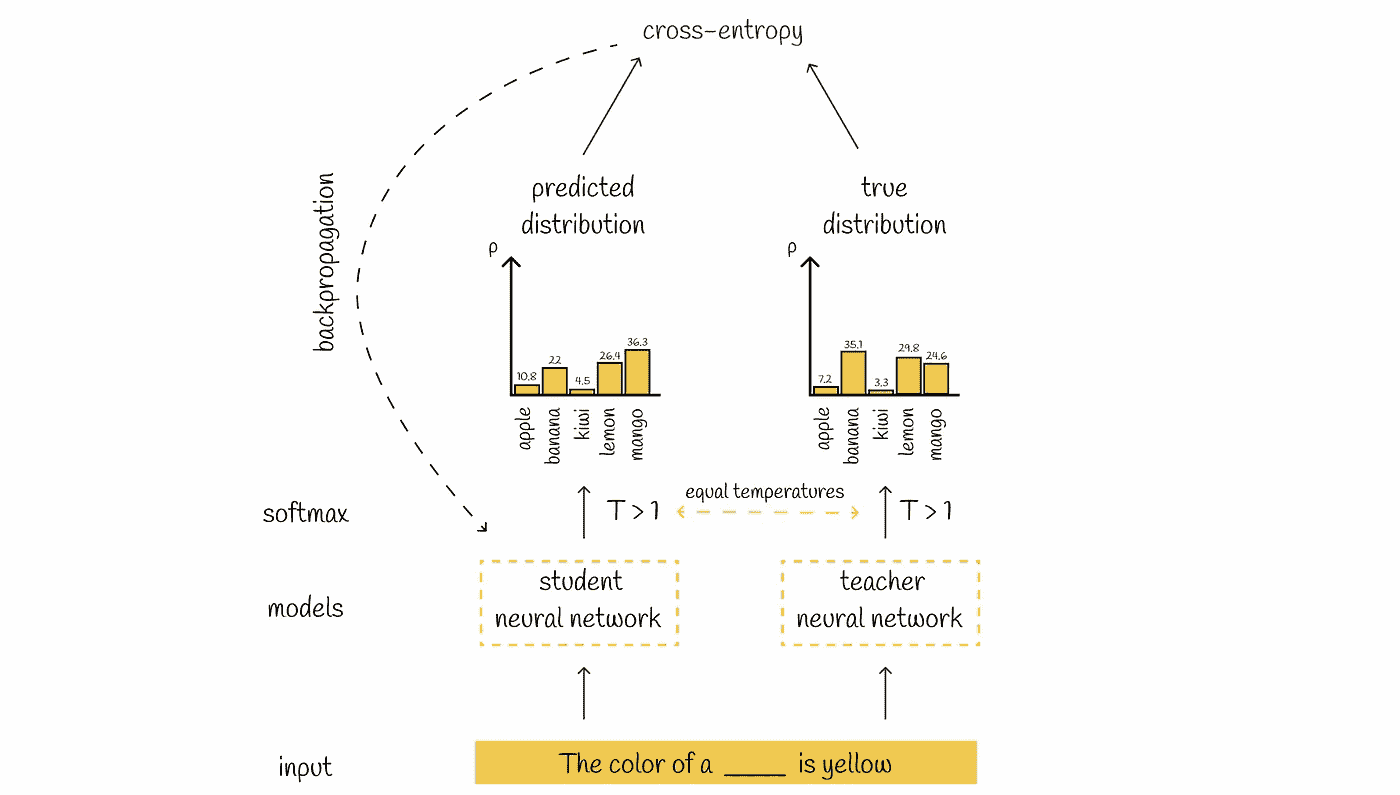 cross-entropy
backpropagation
predicted
distribution
true
distribution
p
10.8
22
4.5
26.4
36.3
apple
banana
kiwi
lemon
mango
p
7.2
35.1
3.3
29.8
24.6
apple
banana
kiwi
lemon
mango
softmax
T > 1
equal temperatures
T > 1
models
student
neural network
teacher
neural network
input
The color of a _____ is yellow